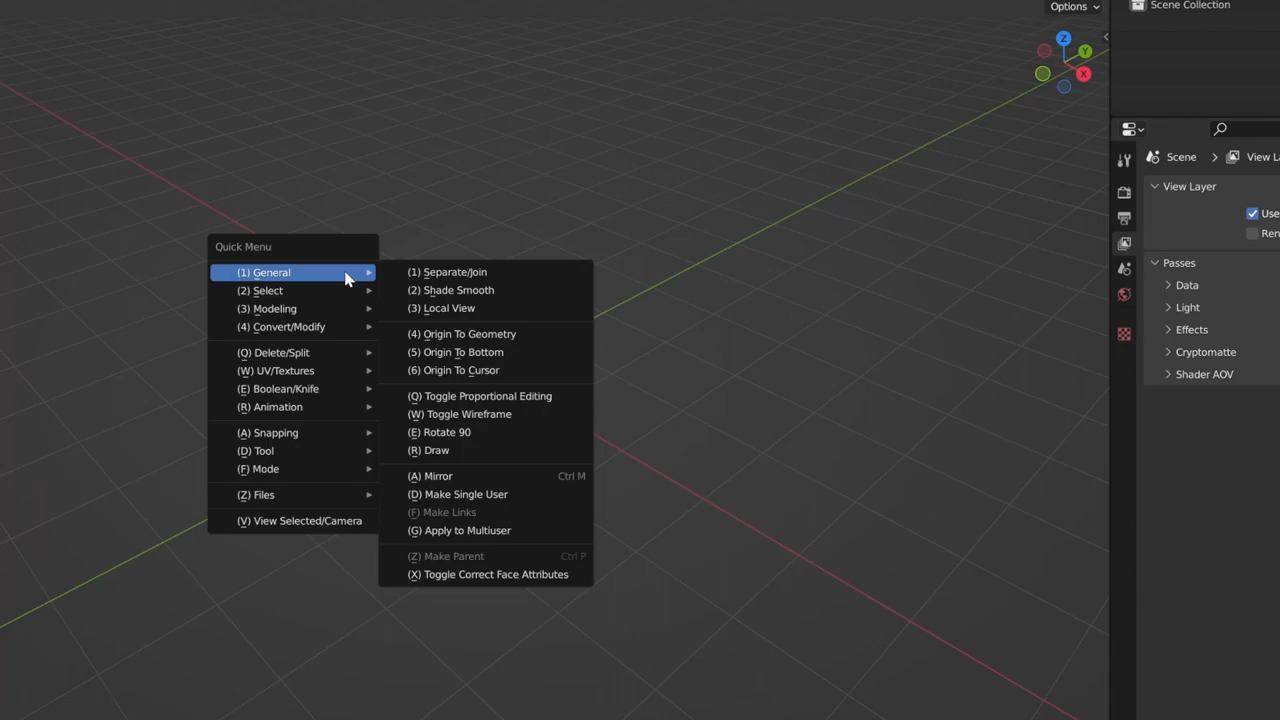 Options
Scene Collection
Z
Y
X
Scene
View L
View Layer
Use
Ren
Passes
Data
Light
Effects
Cryptomatte
Shader AOV
Quick Menu
(1) General
(2) Select
(3) Modeling
(4) Convert/Modify
(Q) Delete/Split
(W) UV/Textures
(E) Boolean/Knife
(R) Animation
(A) Snapping
(D) Tool
(F) Mode
(Z) Files
(V) View Selected/Camera
(1) Separate/Join
(2) Shade Smooth
(3) Local View
(4) Origin To Geometry
(5) Origin To Bottom
(6) Origin To Cursor
(Q) Toggle Proportional Editing
(W) Toggle Wireframe
(E) Rotate 90
(R) Draw
(A) Mirror Ctrl M
(D) Make Single User
(F) Make Links
(G) Apply to Multiuser
(Z) Make Parent Ctrl P
(X) Toggle Correct Face Attributes